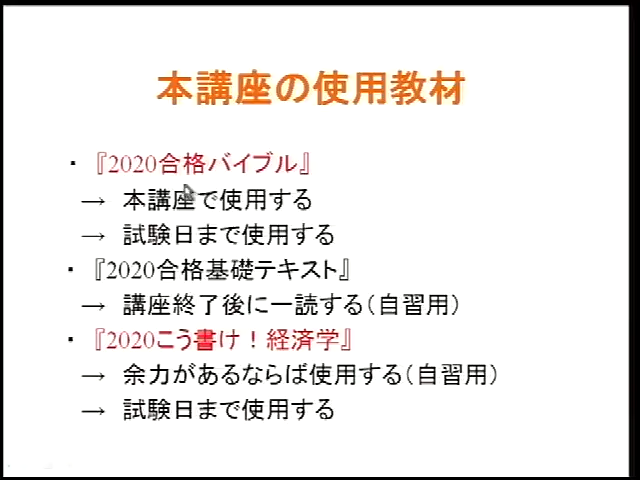 本講座の使用教材
・『2020合格バイブル』
→ 本講座で使用する
→ 試験日まで使用する
・『2020合格基礎テキスト』
→ 講座終了後に一読する（自習用）
・『2020こう書け！経済学』
→ 余力があるならば使用する（自習用）
→ 試験日まで使用する